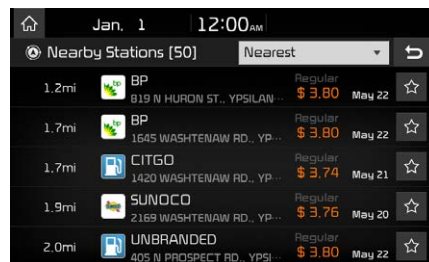 Jan. 1 12:00AM
Nearby Stations [50] Nearest
1.2mi BP Regular
819 N HURON ST., YPSILAN... $ 3.80 May 22
1.7mi BP Regular
1645 WASHTENAW RD., YP... $ 3.80 May 22
1.7mi CITGO Regular
1420 WASHTENAW RD., YP... $ 3.74 May 21
1.9mi SUNOCO Regular
2169 WASHTENAW RD., YP... $ 3.76 May 20
2.0mi UNBRANDED Regular
405 N PROSPECT RD., YPSI... $ 3.80 May 22